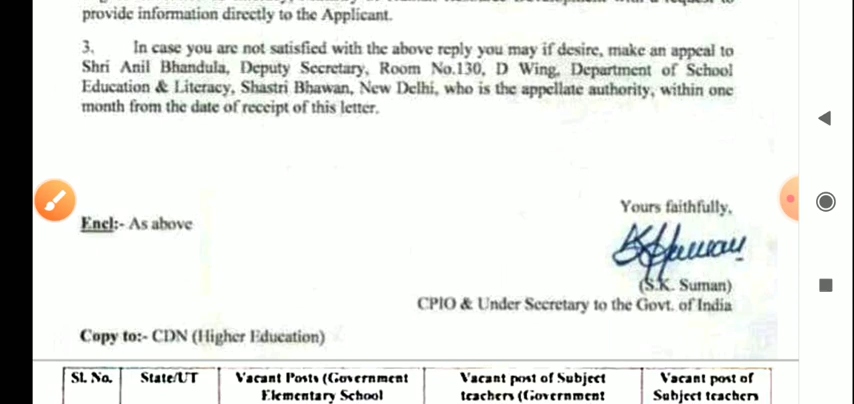 provide information directly to the Applicant.
3. In case you are not satisfied with the above reply you may if desire, make an appeal to
Shri Anil Bhandula, Deputy Secretary, Room No.130, D Wing, Department of School
Education & Literacy, Shastri Bhawan, New Delhi, who is the appellate authority, within one
month from the date of receipt of this letter.
Yours faithfully,
Encl:- As above
(S.K. Suman)
CPIO & Under Secretary to the Govt. of India
Copy to:- CDN (Higher Education)
Sl. No. State/UT Vacant Posts (Government Vacant post of Subject Vacant post of
Elementary School teachers (Government Subject teachers